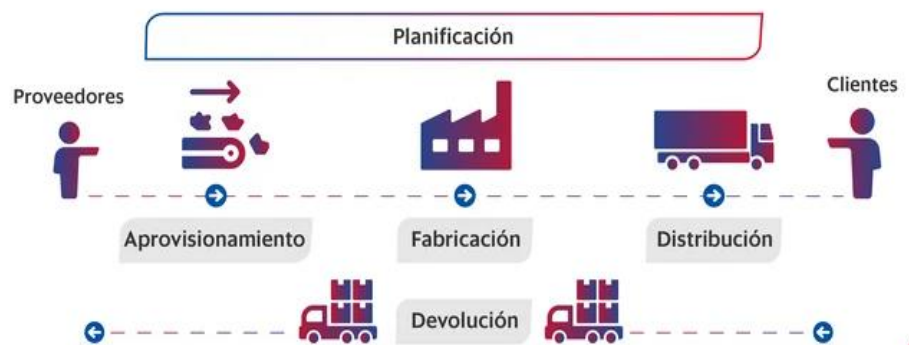 Planificación
Proveedores
Clientes
Aprovisionamiento
Fabricación
Distribución
Devolución